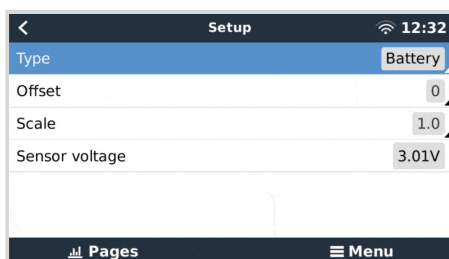 Setup 12:32
Type Battery
Offset 0
Scale 1.0
Sensor voltage 3.01V
Pages Menu